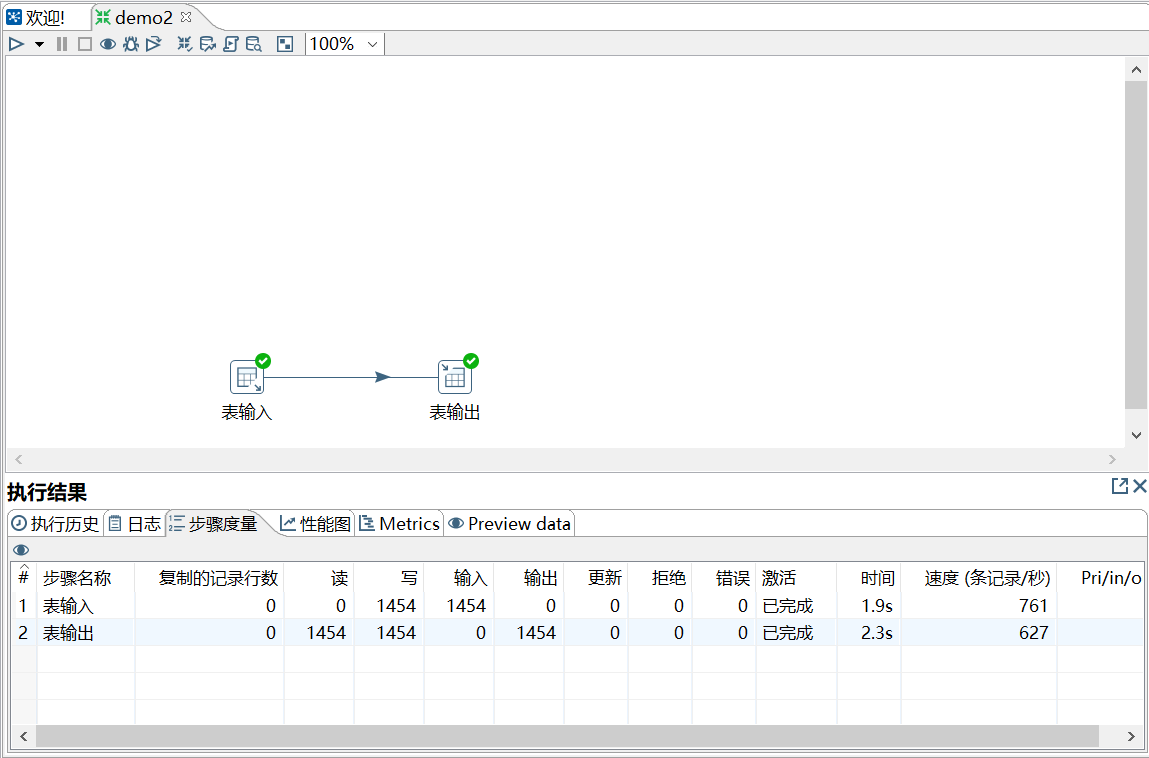 欢迎! demo2
100%
表输入 表输出
执行结果
执行历史 日志 步骤度量 性能图 Metrics Preview data
# 步骤名称 复制的记录行数 读 写 输入 输出 更新 拒绝 错误 激活 时间 速度 (条记录/秒) Pri/in/o
1 表输入 0 0 1454 1454 0 0 0 0 已完成 1.9s 761
2 表输出 0 1454 1454 0 1454 0 0 0 已完成 2.3s 627